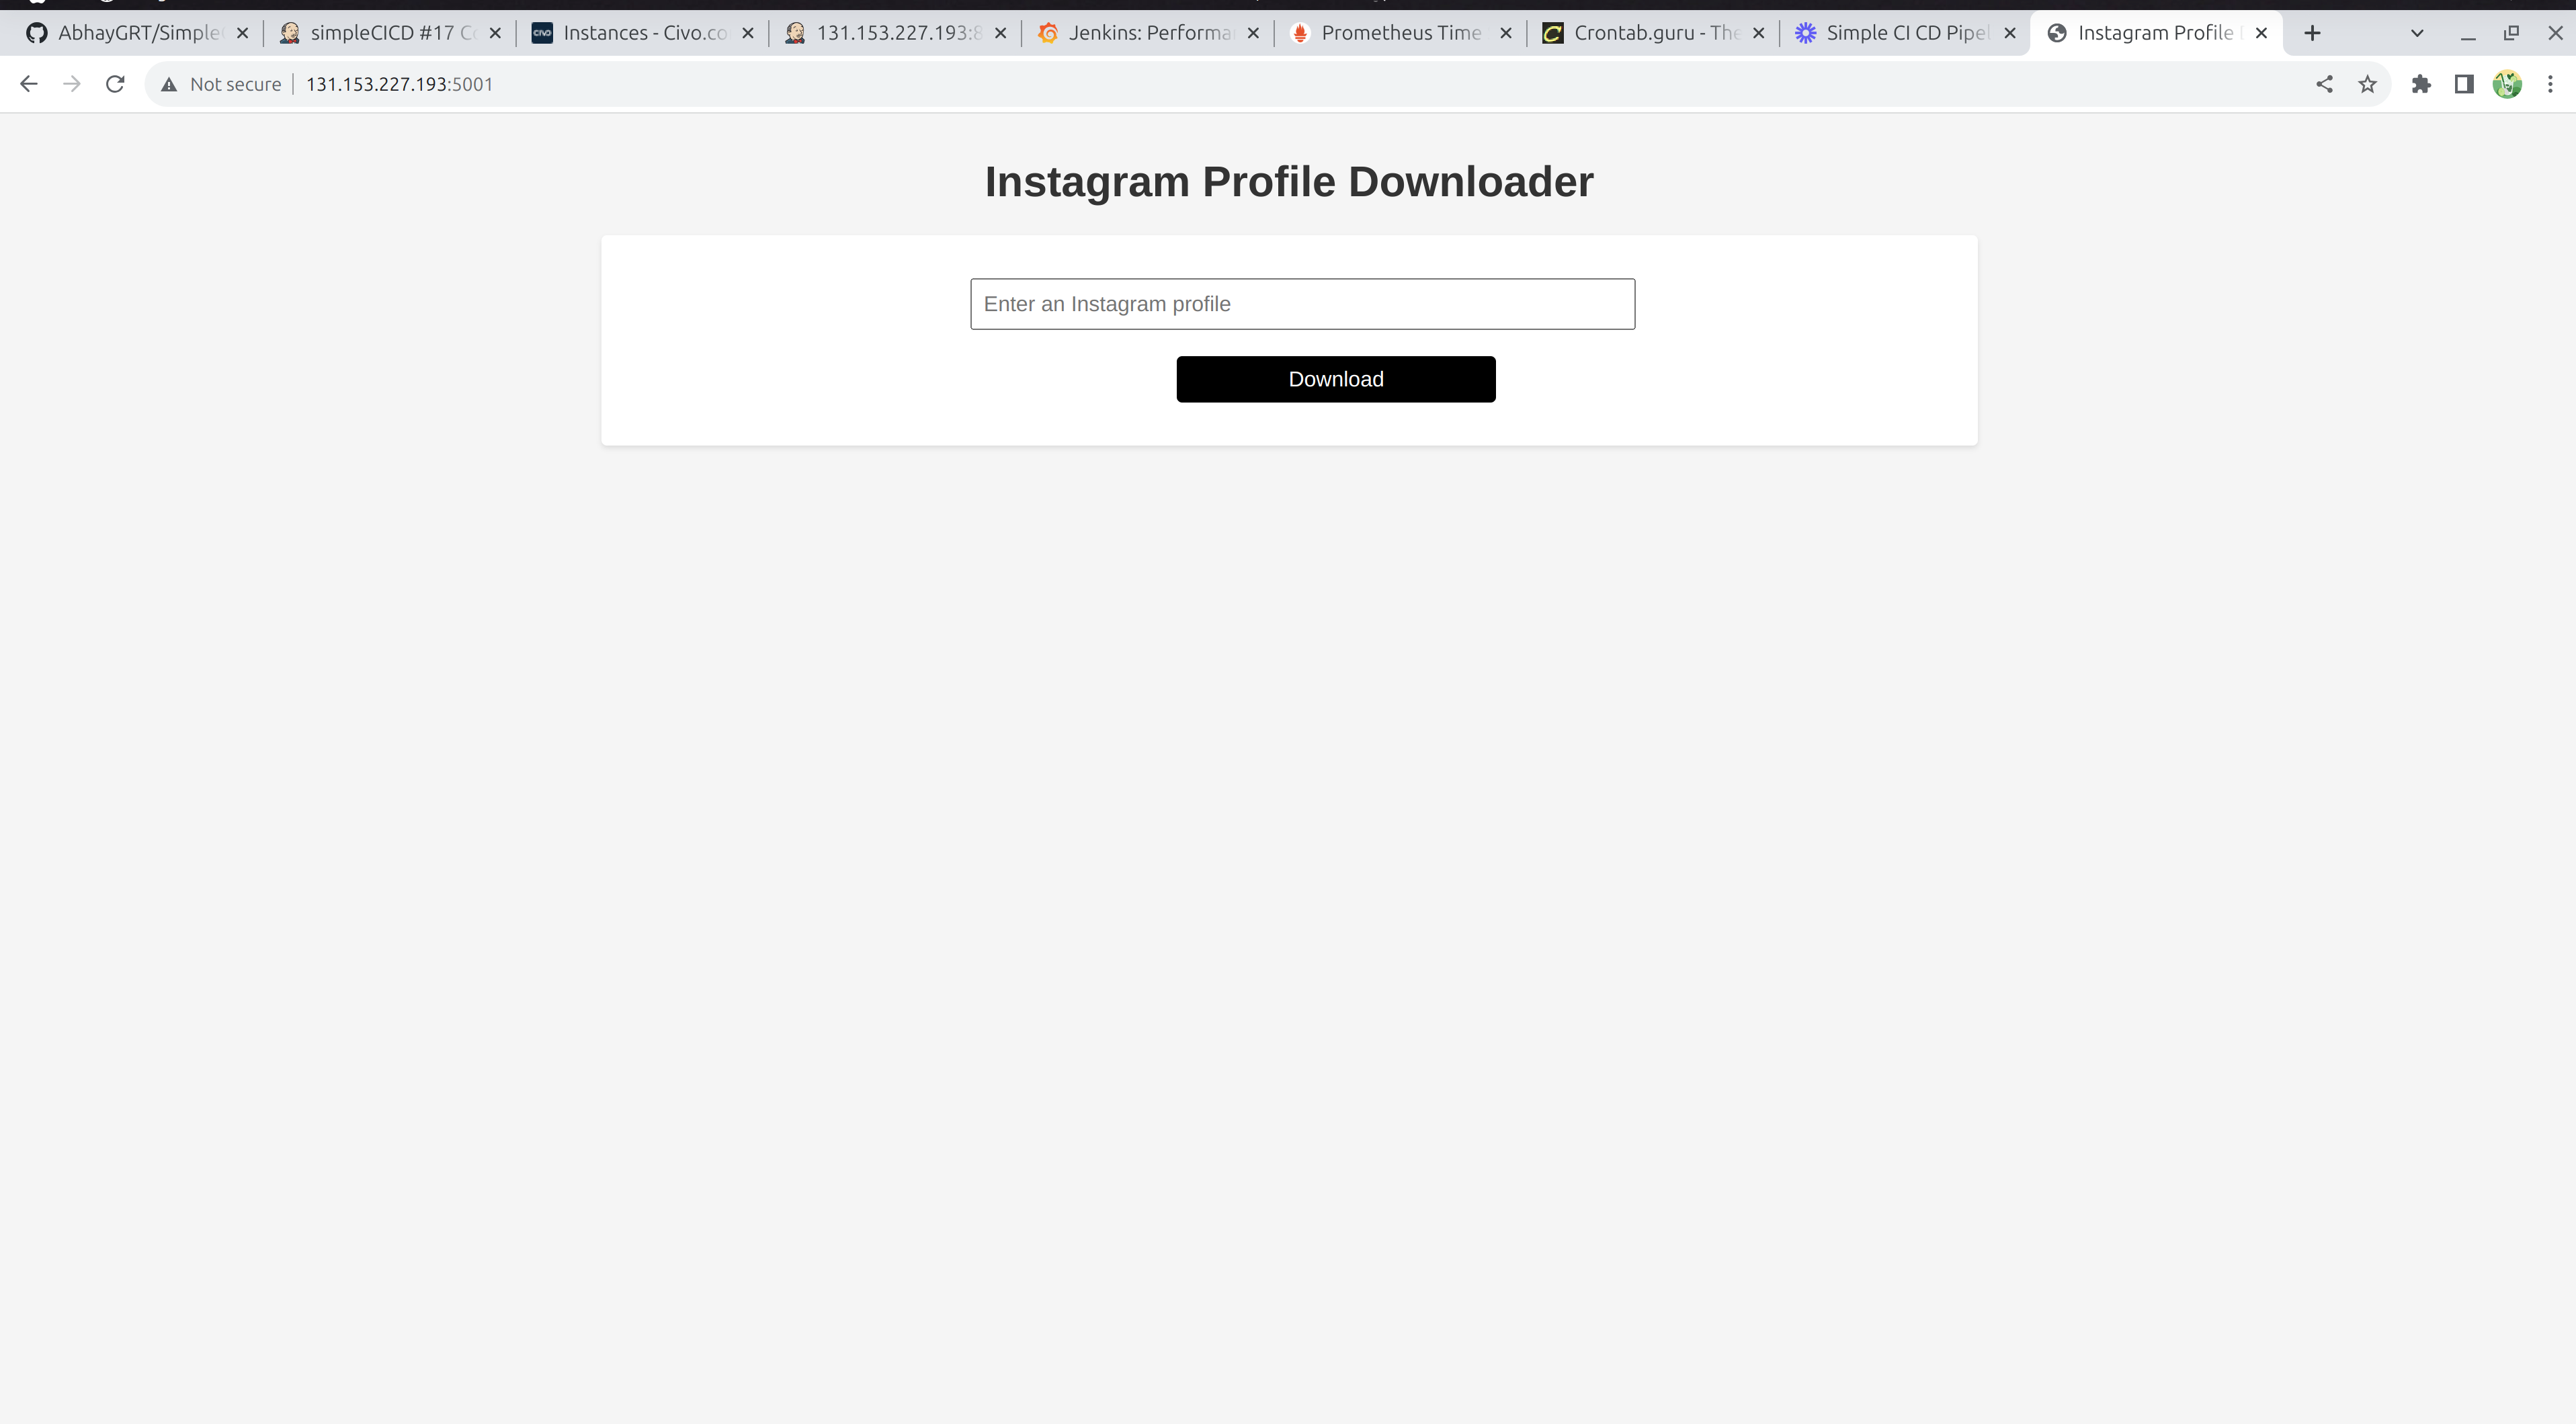 AbhayGRT/Simple
simpleCICD #17 Co
CIVO
Instances - Civo.co
131.153.227.193:8
Jenkins: Performa
Prometheus Time
Crontab.guru - The
Simple CI CD Pipel
Instagram Profile
Not secure
131.153.227.193:5001
Instagram Profile Downloader
Enter an Instagram profile
Download